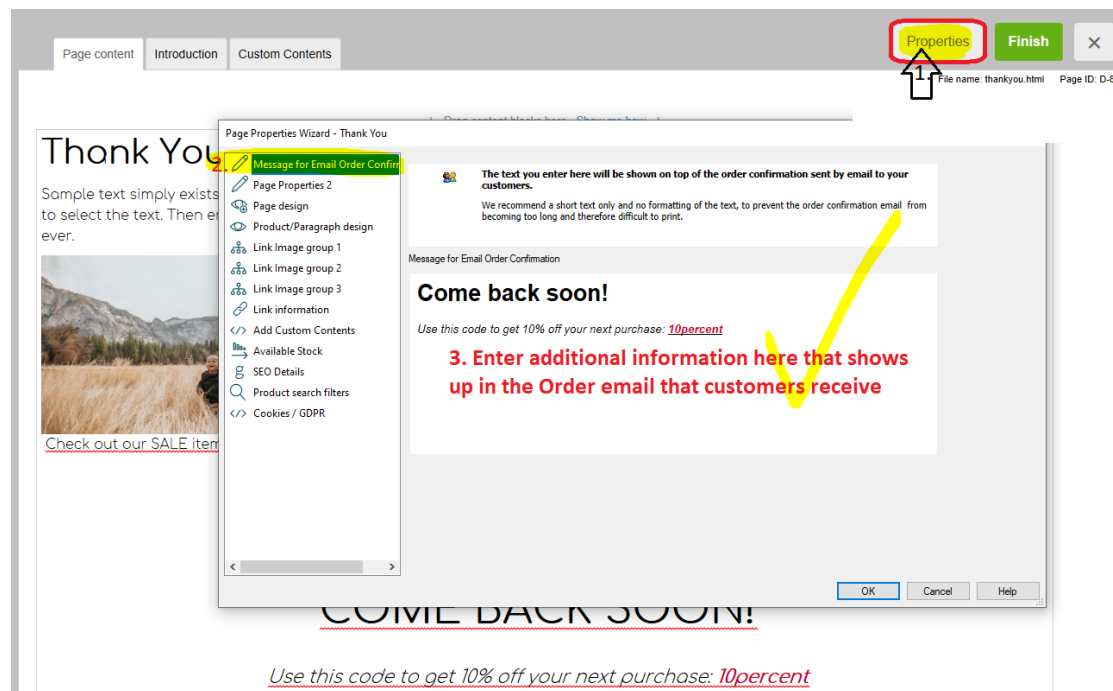 Page content Introduction Custom Contents
Properties Finish ×
1. File name: thankyou.html Page ID: D-8
Show me how
Page Properties Wizard - Thank You
Thank You
Sample text simply exists
to select the text. Then
ever.
Check out our SALE
2.
Message for Email Order Confirm
Page Properties 2
Page design
Product/Paragraph design
Link Image group 1
Link Image group 2
Link Image group 3
Link information
Add Custom Contents
Available Stock
SEO Details
Product search filters
Cookies / GDPR
The text you enter here will be shown on top of the order confirmation sent by email to your
customers.
We recommend a short text only and no formatting of the text, to prevent the order confirmation email from
becoming too long and therefore difficult to print.
Message for Email Order Confirmation
Come back soon!
Use this code to get 10% off your next purchase: 10percent
3. Enter additional information here that shows
up in the Order email that customers receive
OK Cancel Help
COME BACK SOON!
Use this code to get 10% off your next purchase: 10percent